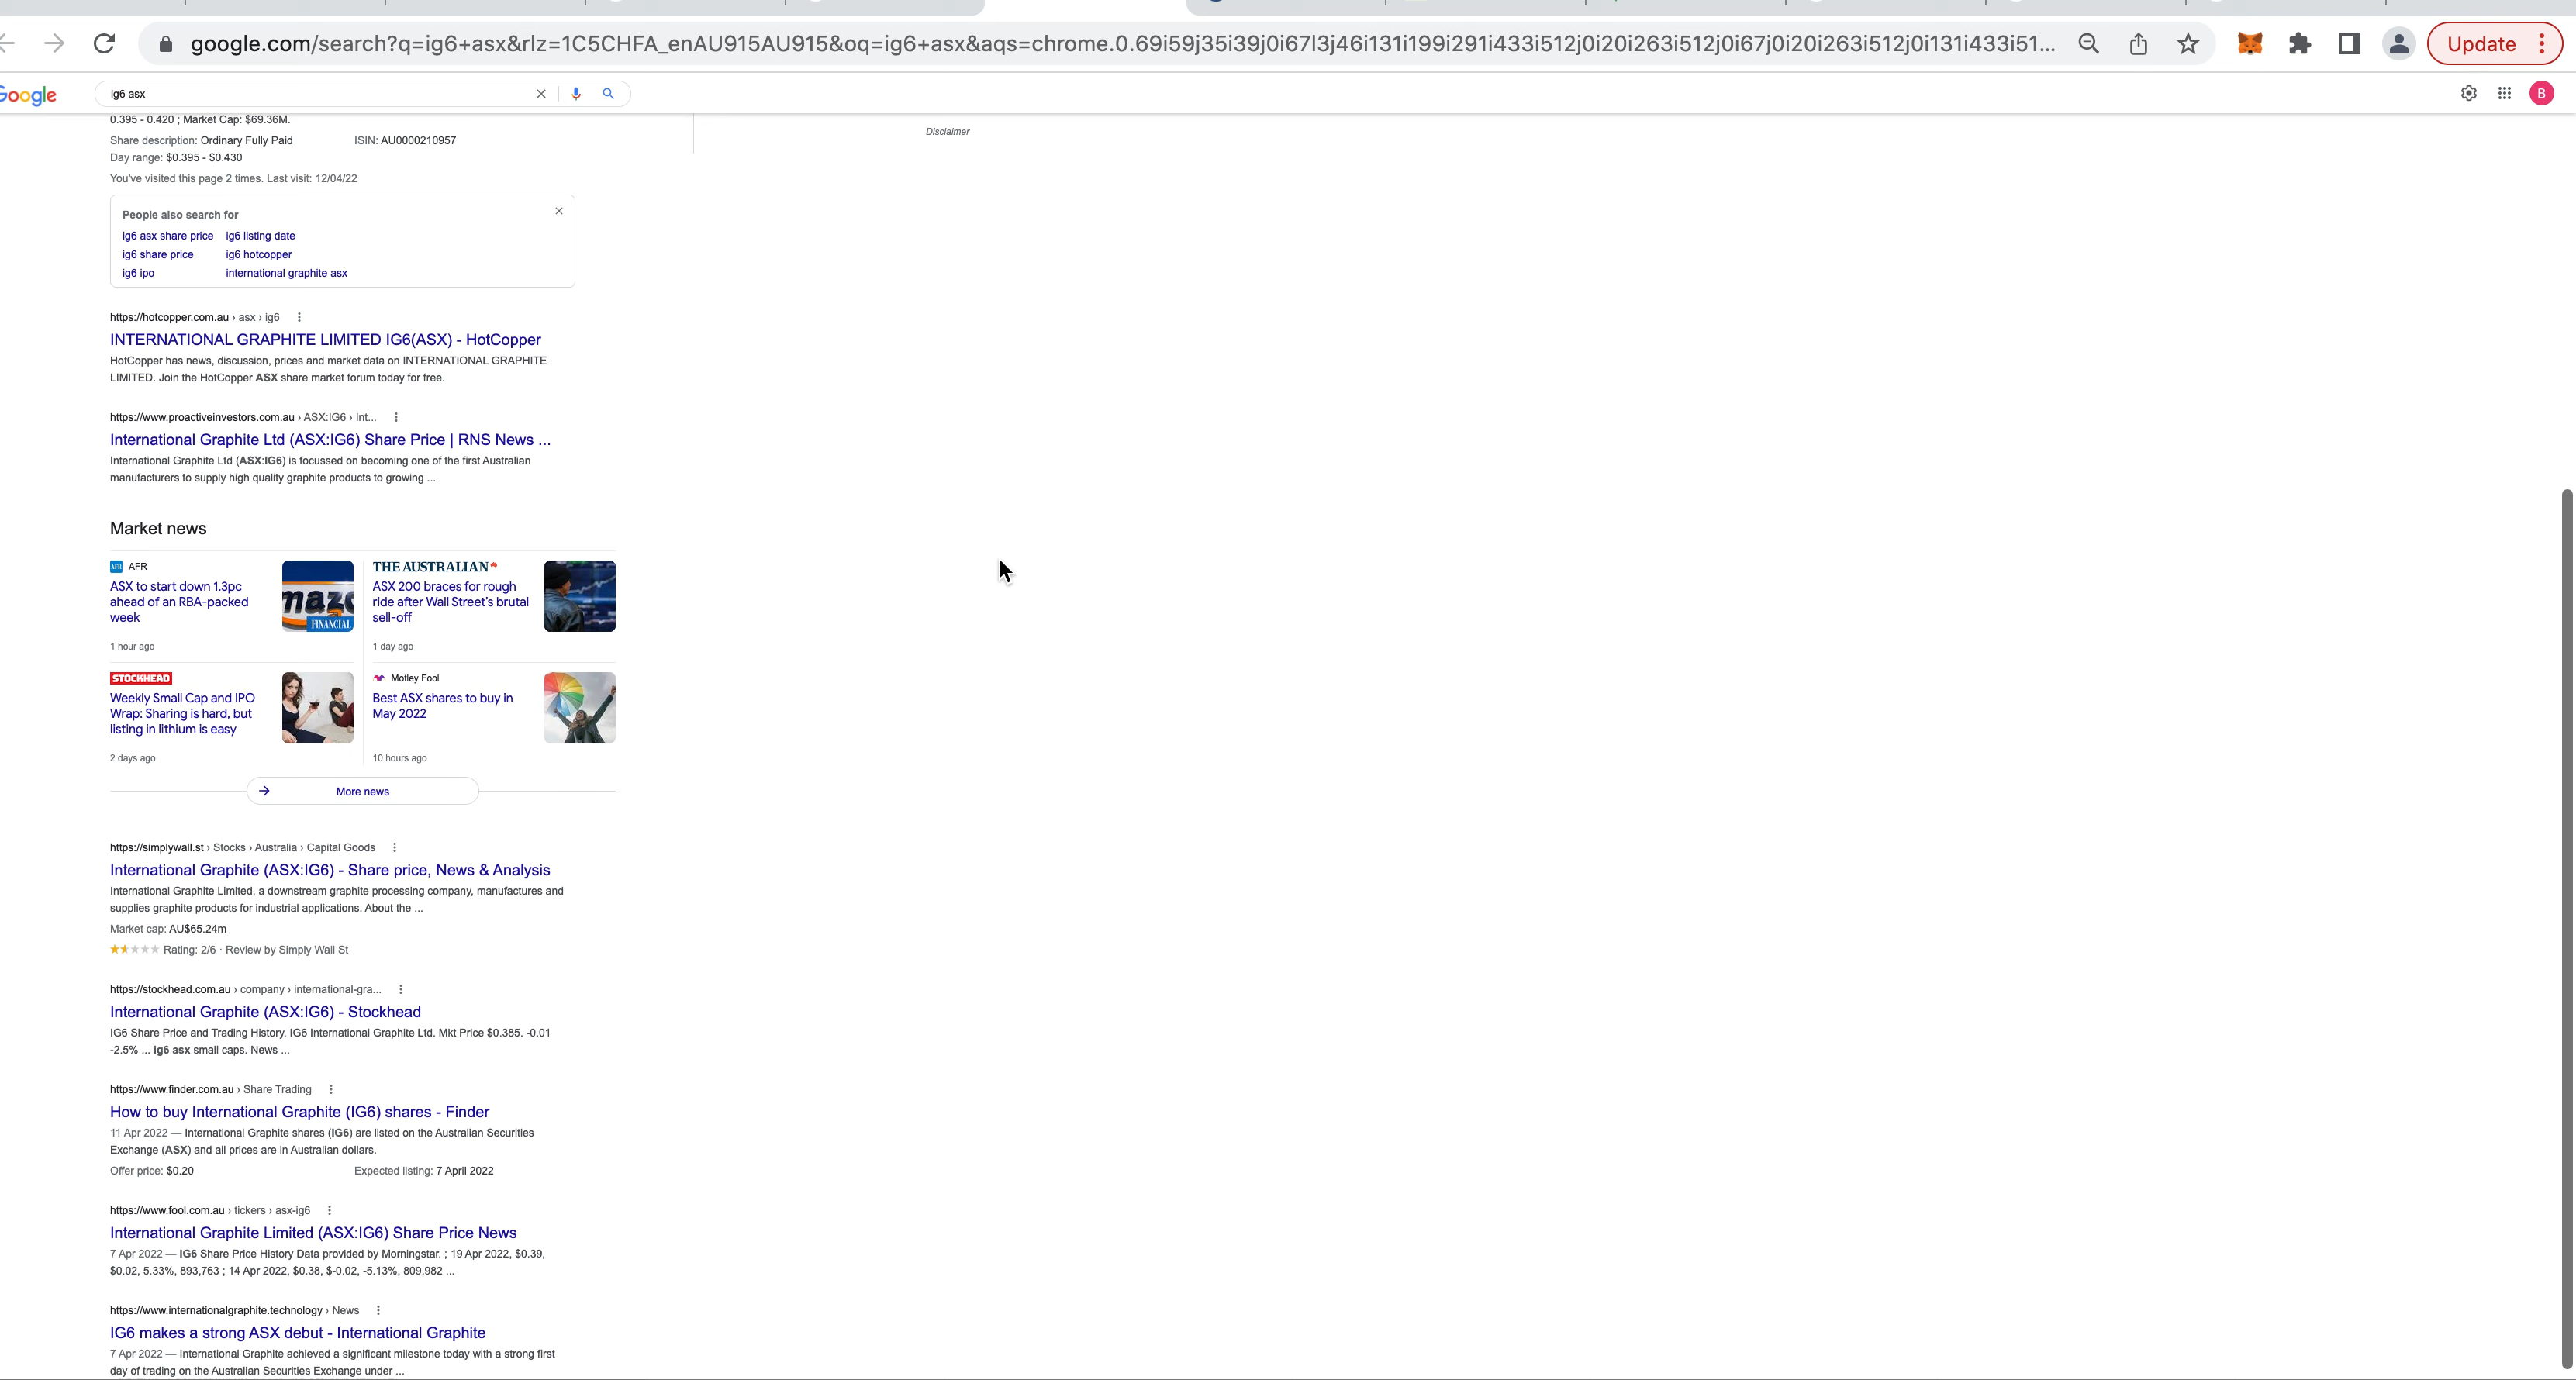 google.com/search?q=ig6+asx&rlz=1C5CHFA_enAU915AU915&oq=ig6+asx&aqs=chrome.0.69i59j35i39j0i67l3j46i131i199i291i433i512j0i20i263i512j0i67j0i20i263i512j0i131i433i51...
Update
Google
ig6 asx
B
0.395 - 0.420 ; Market Cap: $69.36M.
Disclaimer
Share description: Ordinary Fully Paid ISIN: AU0000210957
Day range: $0.395 - $0.430
You've visited this page 2 times. Last visit: 12/04/22
People also search for
ig6 asx share price ig6 listing date
ig6 share price ig6 hotcopper
ig6 ipo international graphite asx
https://hotcopper.com.au › asx › ig6
INTERNATIONAL GRAPHITE LIMITED IG6(ASX) - HotCopper
HotCopper has news, discussion, prices and market data on INTERNATIONAL GRAPHITE
LIMITED. Join the HotCopper ASX share market forum today for free.
https://www.proactiveinvestors.com.au › ASX:IG6 › Int...
International Graphite Ltd (ASX:IG6) Share Price | RNS News ...
International Graphite Ltd (ASX:IG6) is focussed on becoming one of the first Australian
manufacturers to supply high quality graphite products to growing ...
Market news
AFR
ASX to start down 1.3pc
ahead of an RBA-packed
week
1 hour ago
FINANCIAL
THE AUSTRALIAN
ASX 200 braces for rough
ride after Wall Street's brutal
sell-off
1 day ago
STOCKHEAD
Weekly Small Cap and IPO
Wrap: Sharing is hard, but
listing in lithium is easy
2 days ago
Motley Fool
Best ASX shares to buy in
May 2022
10 hours ago
More news
https://simplywall.st › Stocks › Australia › Capital Goods
International Graphite (ASX:IG6) - Share price, News & Analysis
International Graphite Limited, a downstream graphite processing company, manufactures and
supplies graphite products for industrial applications. About the ...
Market cap: AU$65.24m
Rating: 2/6 · Review by Simply Wall St
https://stockhead.com.au › company › international-gra...
International Graphite (ASX:IG6) - Stockhead
IG6 Share Price and Trading History. IG6 International Graphite Ltd. Mkt Price $0.385. -0.01
-2.5% ... ig6 asx small caps. News ...
https://www.finder.com.au › Share Trading
How to buy International Graphite (IG6) shares - Finder
11 Apr 2022 — International Graphite shares (IG6) are listed on the Australian Securities
Exchange (ASX) and all prices are in Australian dollars.
Offer price: $0.20 Expected listing: 7 April 2022
https://www.fool.com.au › tickers › asx-ig6
International Graphite Limited (ASX:IG6) Share Price News
7 Apr 2022 — IG6 Share Price History Data provided by Morningstar. ; 19 Apr 2022, $0.39,
$0.02, 5.33%, 893,763 ; 14 Apr 2022, $0.38, $-0.02, -5.13%, 809,982 ...
https://www.internationalgraphite.technology › News
IG6 makes a strong ASX debut - International Graphite
7 Apr 2022 — International Graphite achieved a significant milestone today with a strong first
day of trading on the Australian Securities Exchange under ...